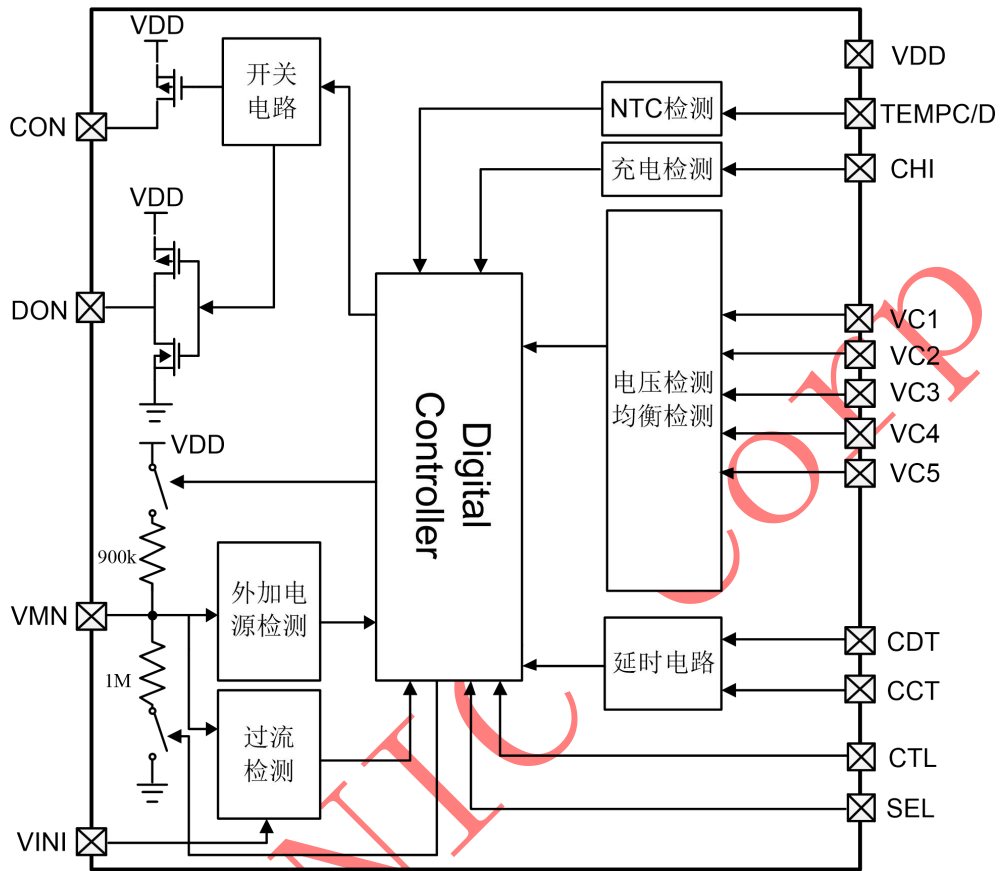 VDD
开关
电路
CON
VDD
DON
VDD
900k
VMN
1M
外加电
源检测
过流
检测
VINI
Digital
Controller
NTC检测
充电检测
电压检测
均衡检测
延时电路
VDD
TEMPC/D
CHI
VC1
VC2
VC3
VC4
VC5
CDT
CCT
CTL
SEL
NIC Corp